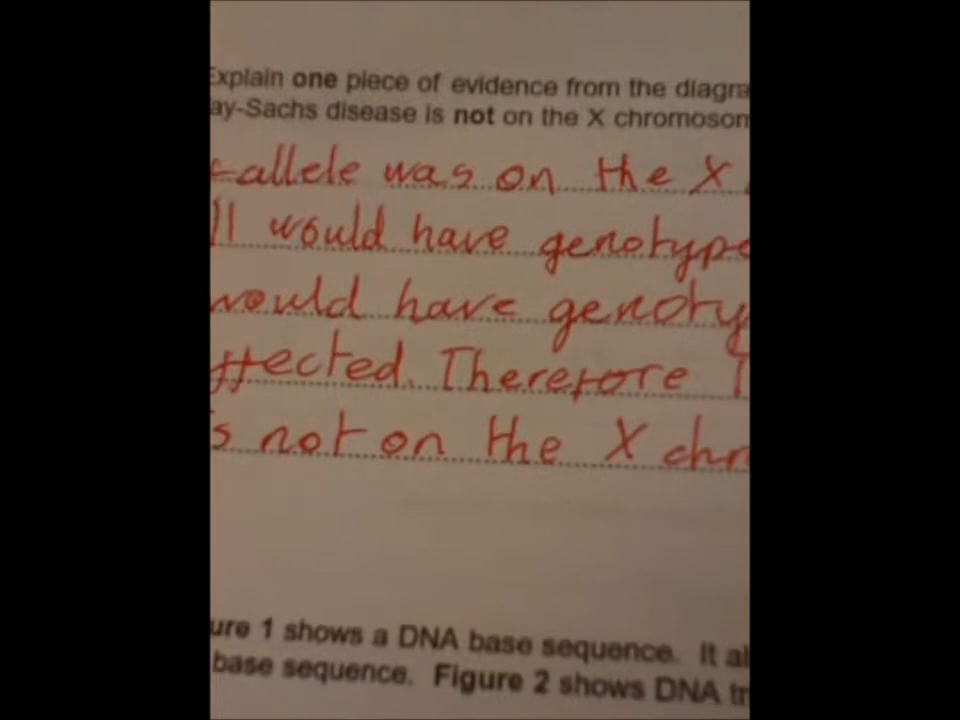 Explain one piece of evidence from the diagra
ay-Sachs disease is not on the X chromosom
allele was on the X
would have genotype
would have genoty
ffected. Therefore
s not on the X chr
ure 1 shows a DNA base sequence. It al
base sequence. Figure 2 shows DNA tr